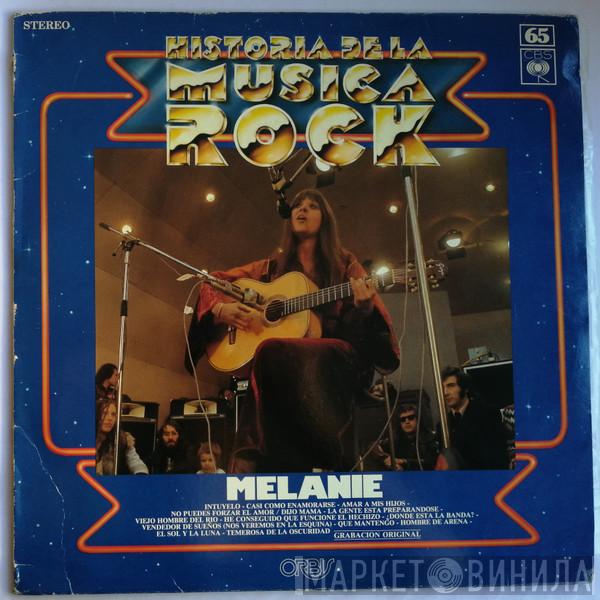 STEREO
65
CBS
HISTORIA DE LA
MUSICA
ROCK
MELANIE
INTUYELO - CASI COMO ENAMORARSE - AMAR A MIS HIJOS -
NO PUEDES FORZAR EL AMOR / DIJO MAMA - LA GENTE ESTA PREPARANDOSE -
VIEJO HOMBRE DEL RIO - HE CONSEGUIDO QUE FUNCIONE EL HECHIZO - ¿DONDE ESTA LA BANDA? -
VENDEDOR DE SUEÑOS (NOS VEREMOS EN LA ESQUINA) - QUE MANTENGO - HOMBRE DE ARENA -
EL SOL Y LA LUNA - TEMEROSA DE LA OSCURIDAD GRABACION ORIGINAL
ORBIS
МАРКЕТ ВИНИЛА